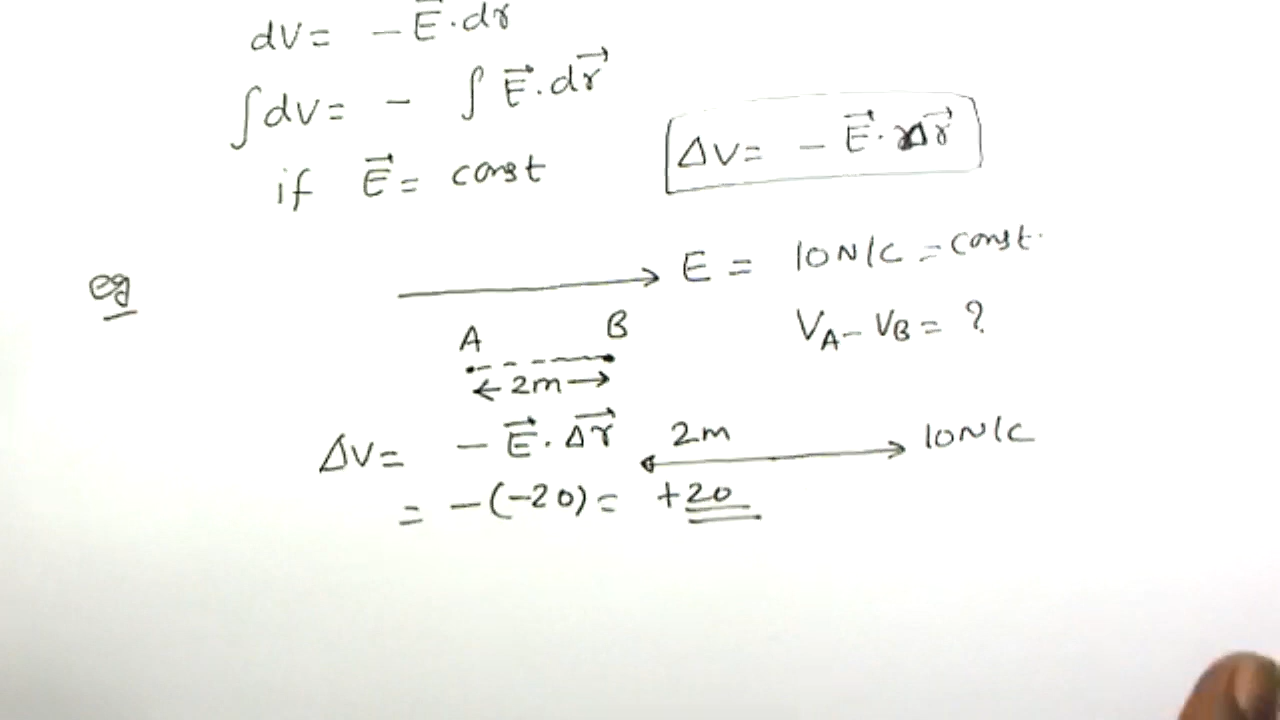 dV = - E⃗.dr
∫dV = - ∫ E⃗.dr⃗
if E⃗ = const ΔV = - E⃗.Δr⃗
eg E = 10N/C = const.
A B VA - VB = ?
2m
ΔV = - E⃗.Δr⃗ 2m 10N/C
= -(-20) = +20